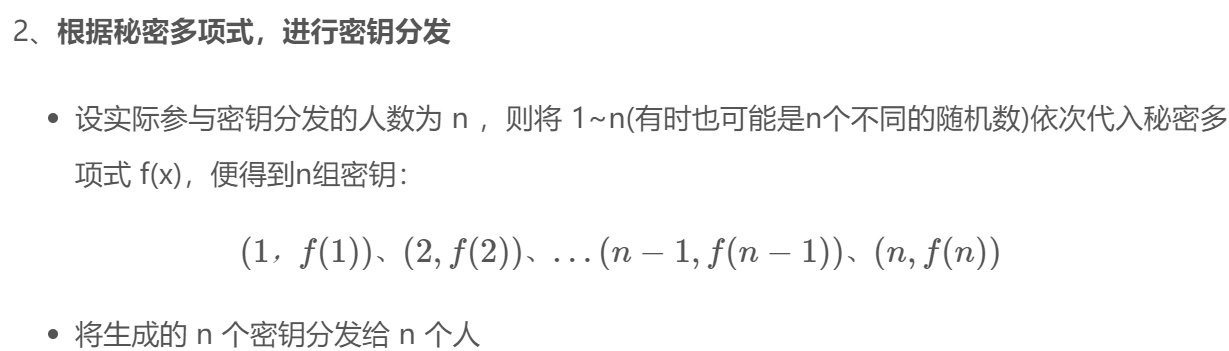 2、根据秘密多项式，进行密钥分发
• 设实际参与密钥分发的人数为 n ，则将 1~n(有时也可能是n个不同的随机数)依次代入秘密多
项式 f(x)，便得到n组密钥：
(1，f(1))、(2, f(2))、…(n − 1, f(n − 1))、(n, f(n))
• 将生成的 n 个密钥分发给 n 个人